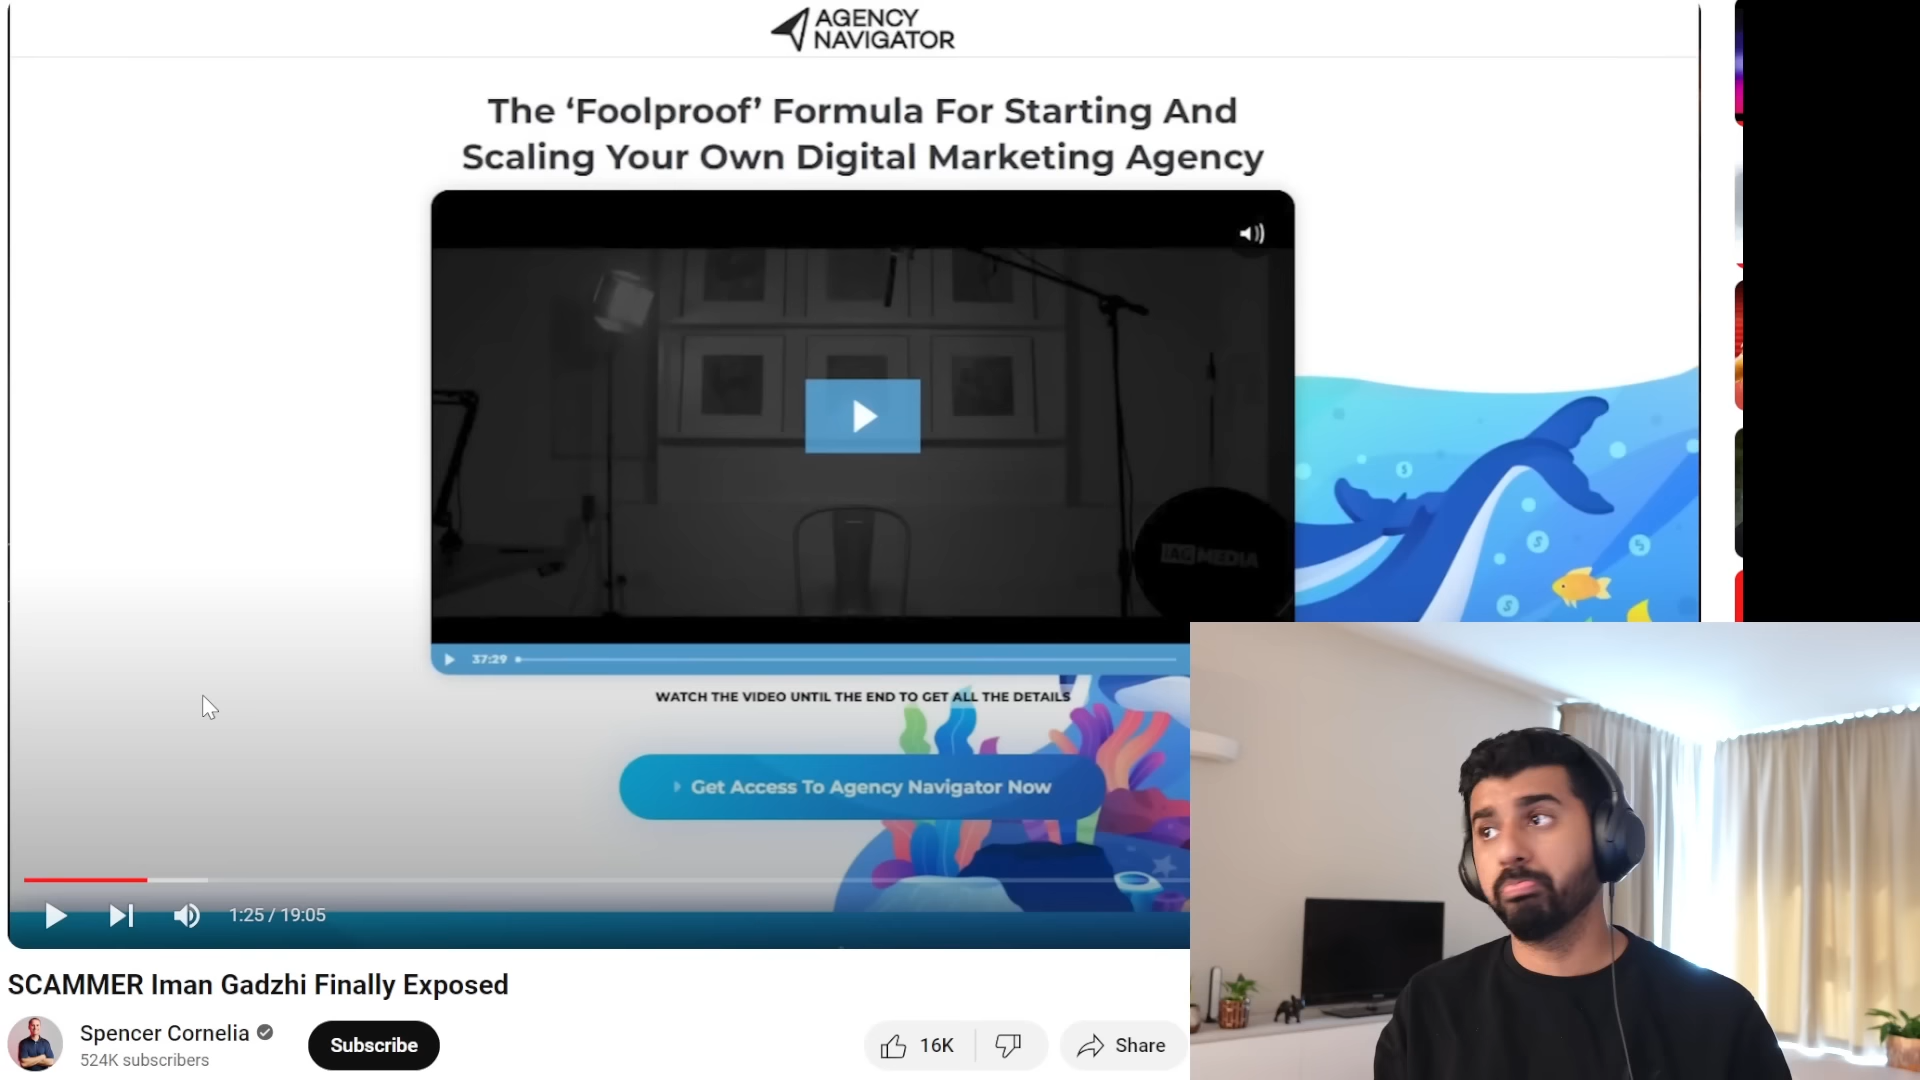 AGENCY
NAVIGATOR
The ‘Foolproof’ Formula For Starting And
Scaling Your Own Digital Marketing Agency
IAG MEDIA
37:29
WATCH THE VIDEO UNTIL THE END TO GET ALL THE DETAILS
Get Access To Agency Navigator Now
1:25 / 19:05
SCAMMER Iman Gadzhi Finally Exposed
Spencer Cornelia
524K subscribers
Subscribe
16K
Share